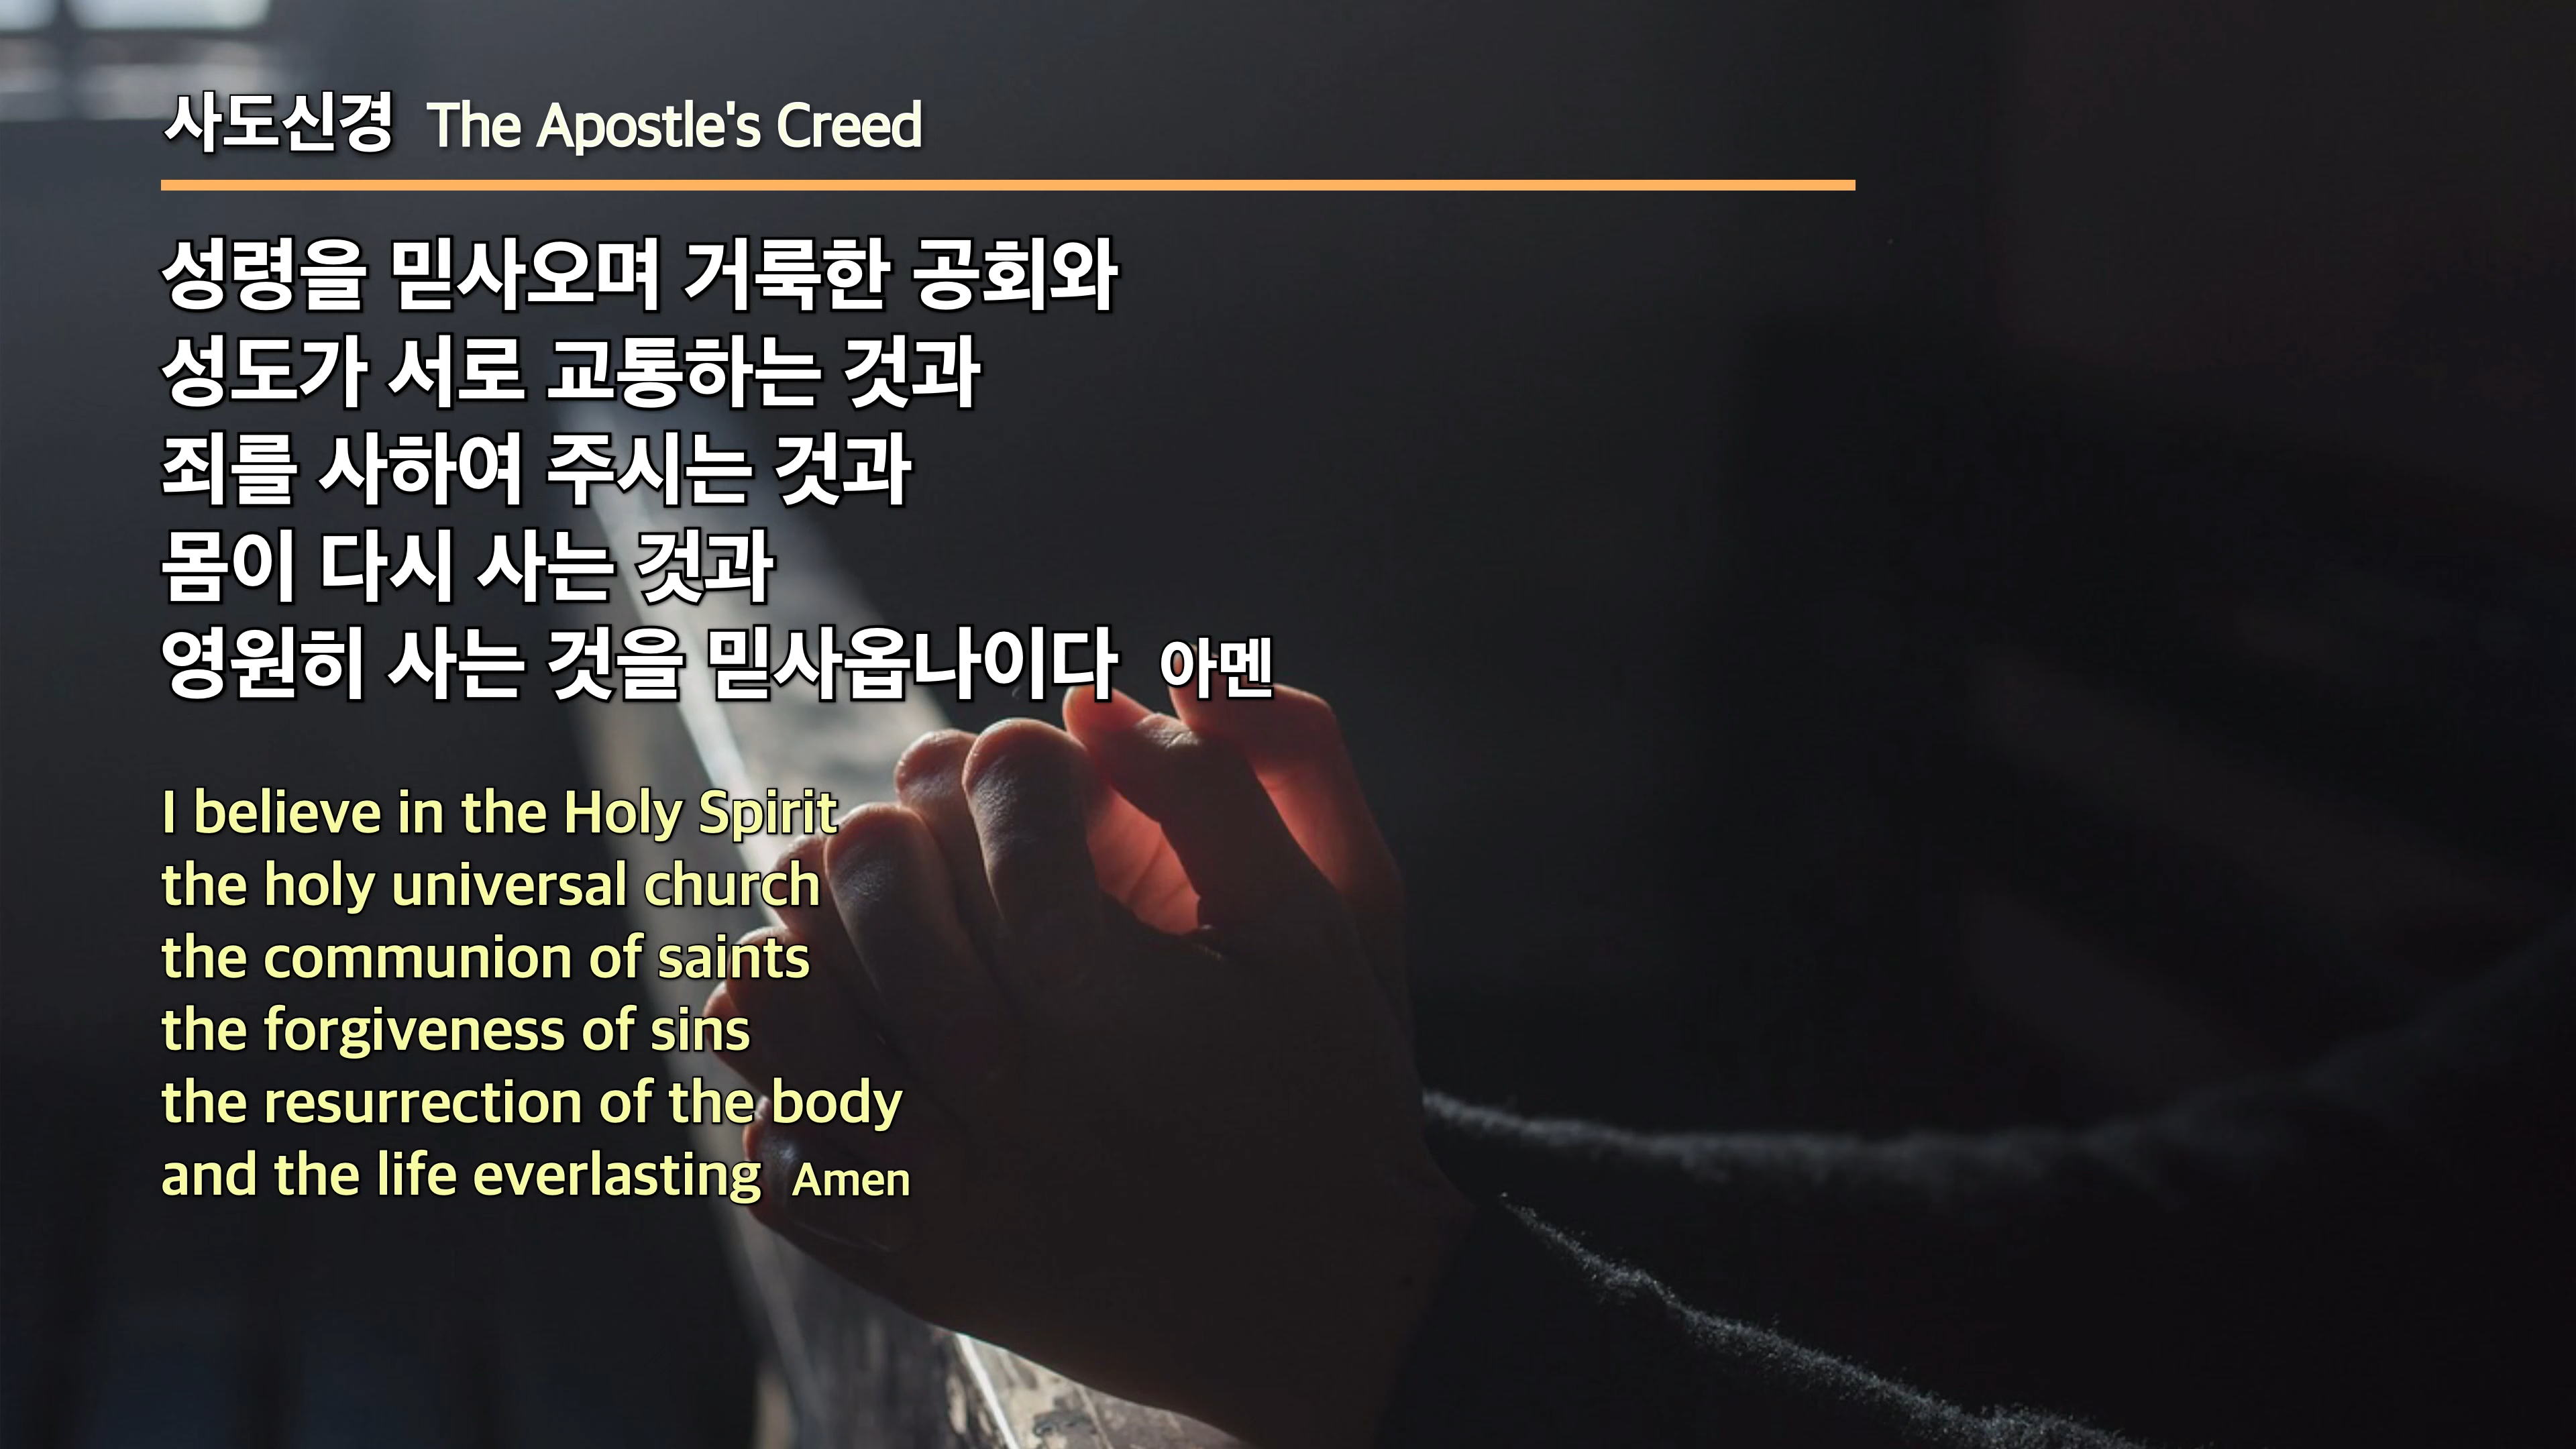 사도신경 The Apostle's Creed
성령을 믿사오며 거룩한 공회와
성도가 서로 교통하는 것과
죄를 사하여 주시는 것과
몸이 다시 사는 것과
영원히 사는 것을 믿사옵나이다 아멘
I believe in the Holy Spirit
the holy universal church
the communion of saints
the forgiveness of sins
the resurrection of the body
and the life everlasting Amen